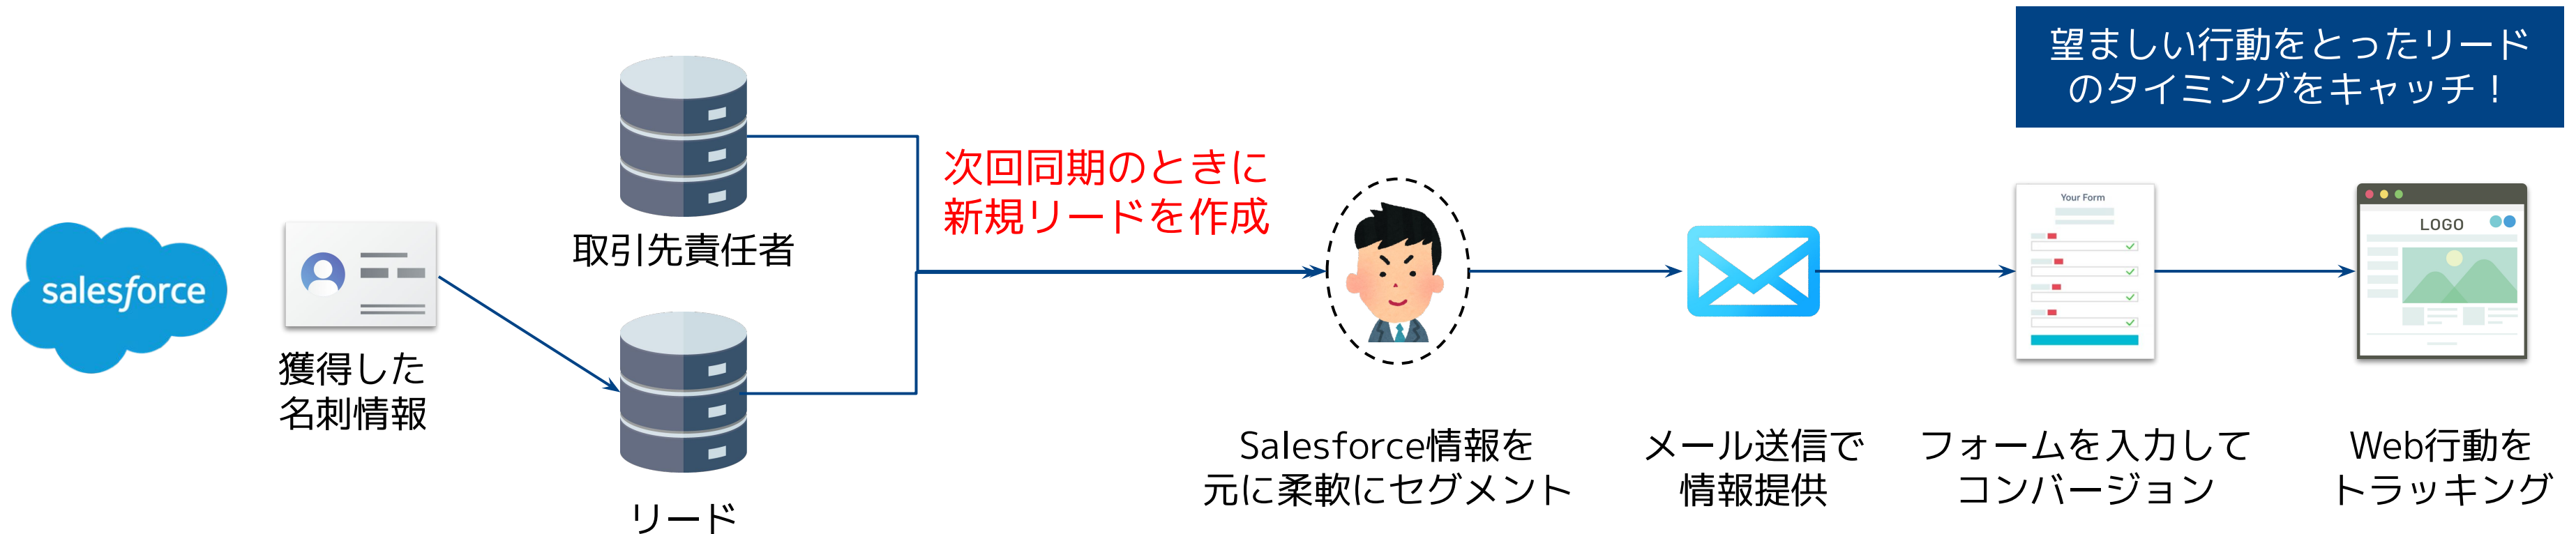 望ましい行動をとったリード
のタイミングをキャッチ！
次回同期のときに
新規リードを作成
salesforce
獲得した
名刺情報
取引先責任者
リード
Salesforce情報を
元に柔軟にセグメント
メール送信で
情報提供
Your Form
フォームを入力して
コンバージョン
LOGO
Web行動を
トラッキング